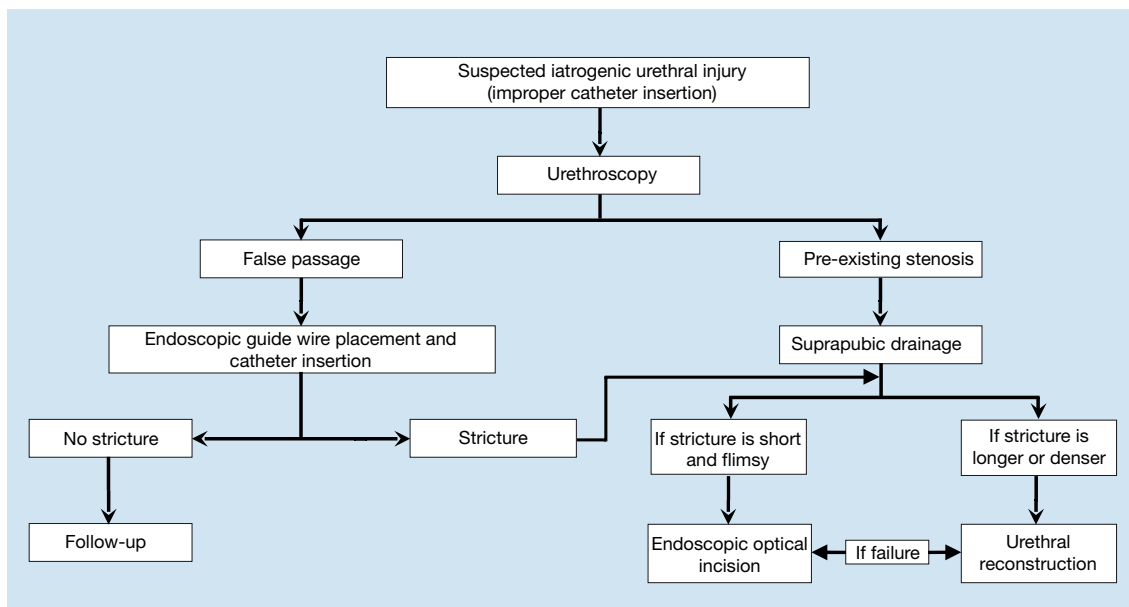 Suspected iatrogenic urethral injury
(improper catheter insertion)
Urethroscopy
False passage
Pre-existing stenosis
Endoscopic guide wire placement and
catheter insertion
Suprapubic drainage
No stricture
Stricture
If stricture is short
and flimsy
If stricture is
longer or denser
Follow-up
Endoscopic optical
incision
If failure
Urethral
reconstruction